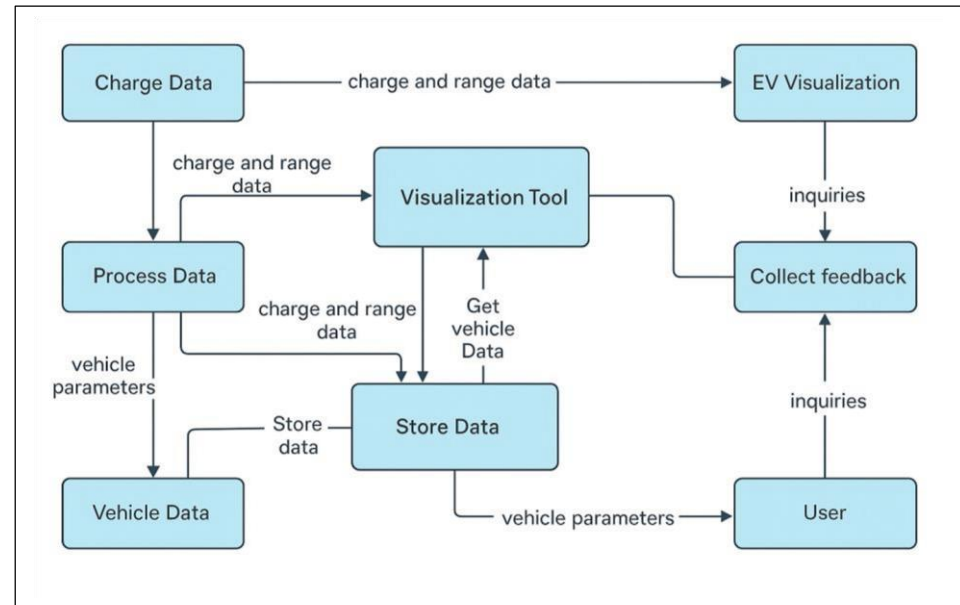 Charge Data
charge and range data
EV Visualization
charge and range
data
Visualization Tool
inquiries
Process Data
Collect feedback
charge and range
data
Get
vehicle
Data
vehicle
parameters
inquiries
Store
data
Store Data
Vehicle Data
vehicle parameters
User